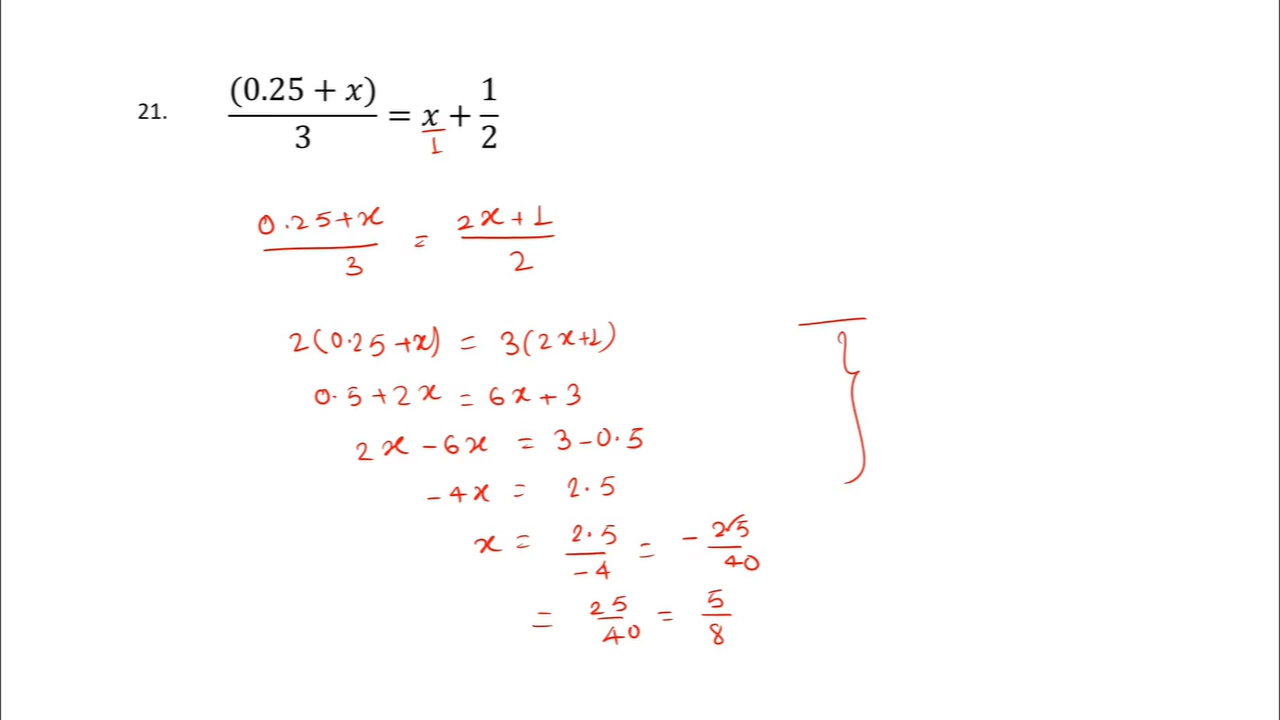 21. (0.25 + x)/3 = x/1 + 1/2
0.25+x/3 = 2x+1/2
2(0.25+x) = 3(2x+1)
0.5+2x = 6x+3
2x-6x = 3-0.5
-4x = 2.5
x = 2.5/-4 = -25/40
= 25/40 = 5/8